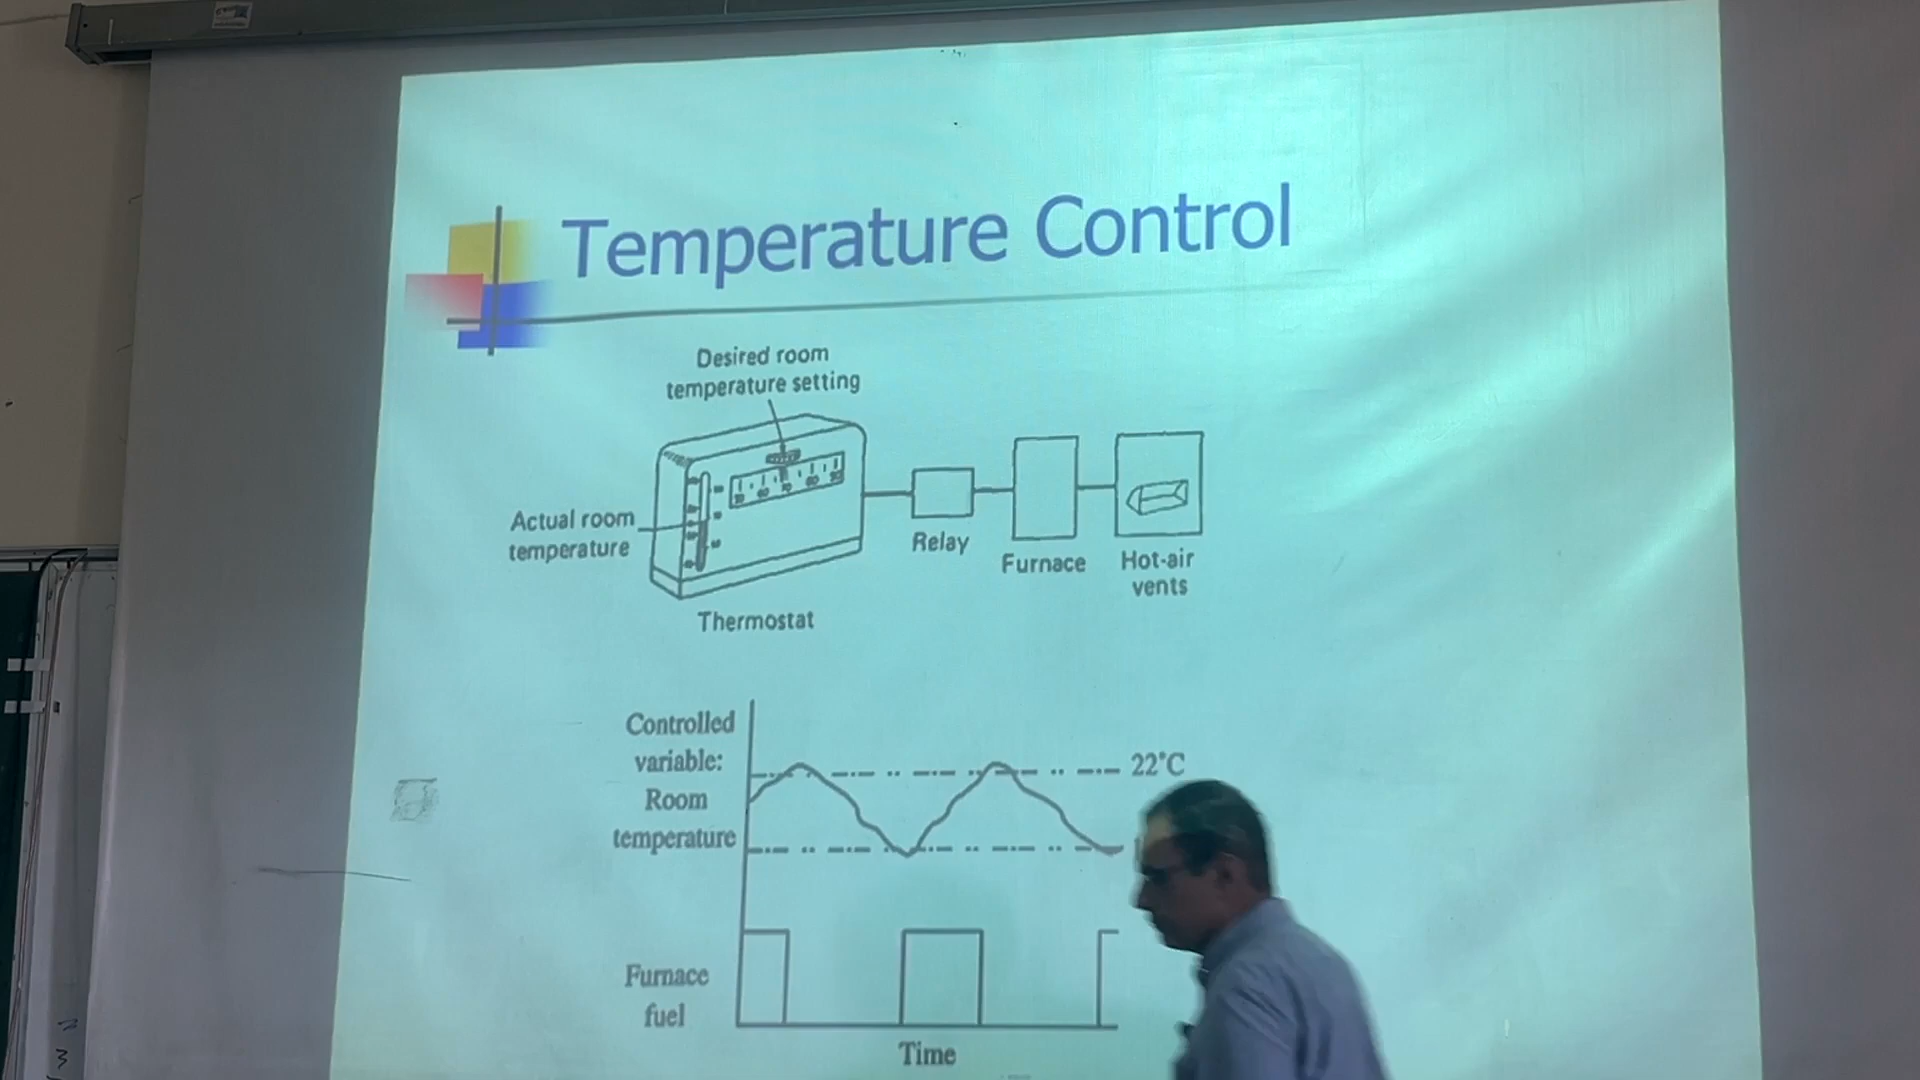 Temperature Control
Desired room
temperature setting
Actual room
temperature
Relay
Furnace
Hot-air
vents
Thermostat
Controlled
variable:
Room
temperature
22°C
Furnace
fuel
Time